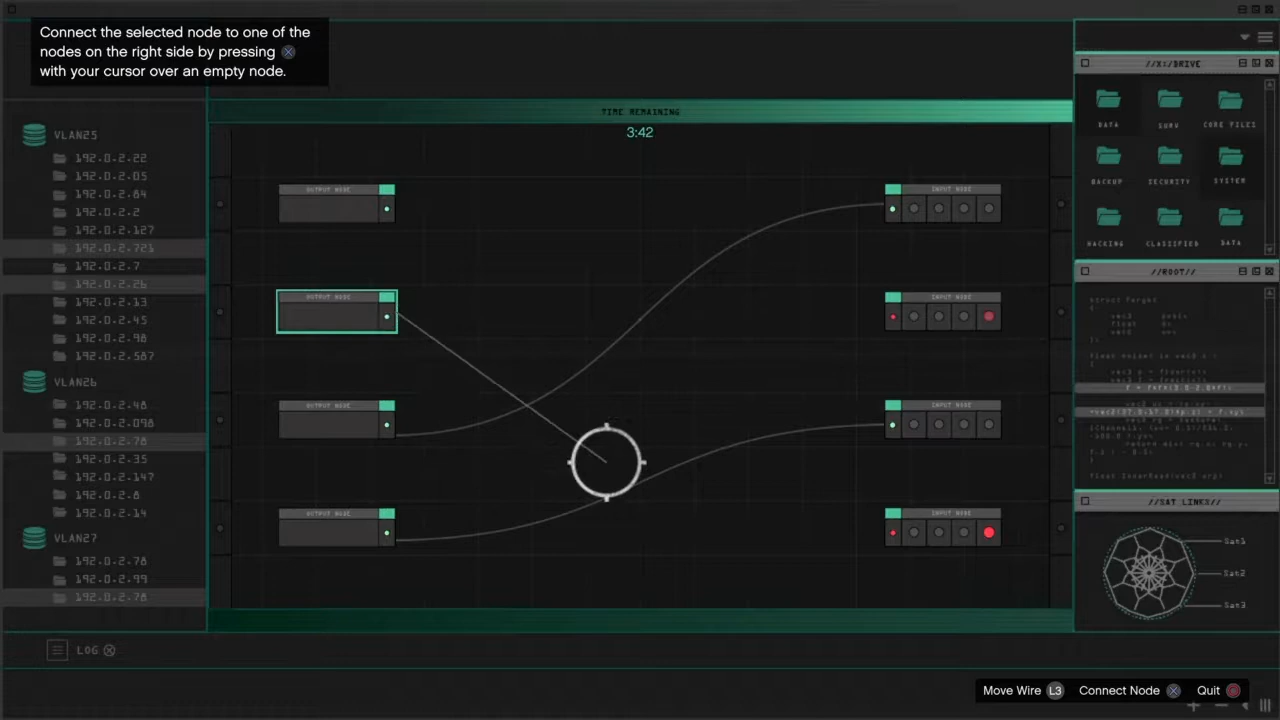 Connect the selected node to one of the
nodes on the right side by pressing
with your cursor over an empty node.
TIME REMAINING
3:42
VLAN25
192.0.2.22
192.0.2.05
192.0.2.84
192.0.2.2
192.0.2.127
192.0.2.721
192.0.2.7
192.0.2.26
192.0.2.13
192.0.2.45
192.0.2.98
192.0.2.587
VLAN26
192.0.2.48
192.0.2.098
192.0.2.78
192.0.2.35
192.0.2.147
192.0.2.8
192.0.2.14
VLAN27
192.0.2.78
192.0.2.99
192.0.2.78
OUTPUT NODE
INPUT NODE
OUTPUT NODE
INPUT NODE
OUTPUT NODE
INPUT NODE
OUTPUT NODE
INPUT NODE
//X:/DRIVE
DATA
SURV
CORE FILES
BACKUP
SECURITY
SYSTEM
HACKING
CLASSIFIED
DATA
//ROOT//
//SAT LINKS//
Sat1
Sat2
Sat3
LOG
Move Wire L3 Connect Node Quit